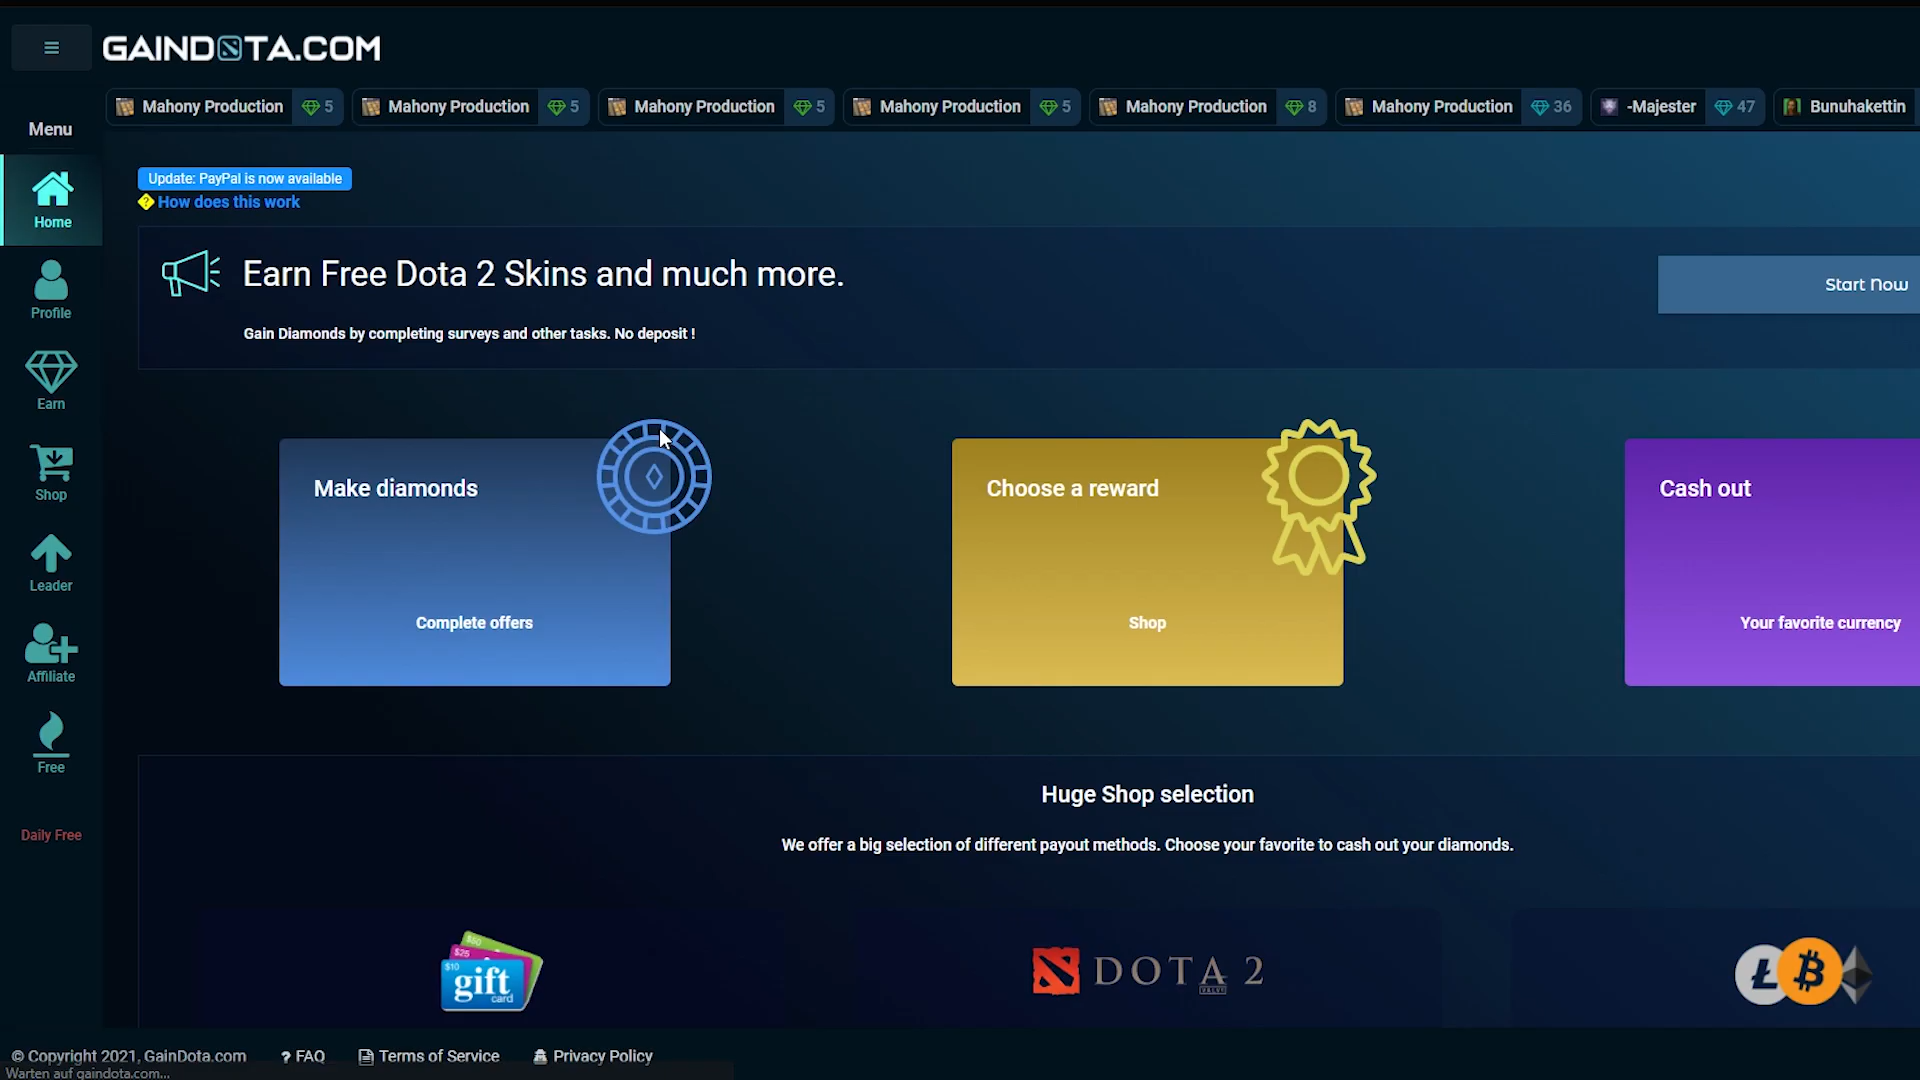 GAINDOTA.COM
Mahony Production 5
Mahony Production 5
Mahony Production 5
Mahony Production 5
Mahony Production 8
Mahony Production 36
-Majester 47
Bunuhakettin
Menu
Home
Profile
Earn
Shop
Leader
Affiliate
Free
Daily Free
Update: PayPal is now available
? How does this work
Earn Free Dota 2 Skins and much more.
Gain Diamonds by completing surveys and other tasks. No deposit !
Start Now
Make diamonds
Complete offers
Choose a reward
Shop
Cash out
Your favorite currency
Huge Shop selection
We offer a big selection of different payout methods. Choose your favorite to cash out your diamonds.
$50
$25
$10
gift
card
DOTA 2
VALVE
© Copyright 2021, GainDota.com
? FAQ
Terms of Service
Privacy Policy
Warten auf gaindota.com...